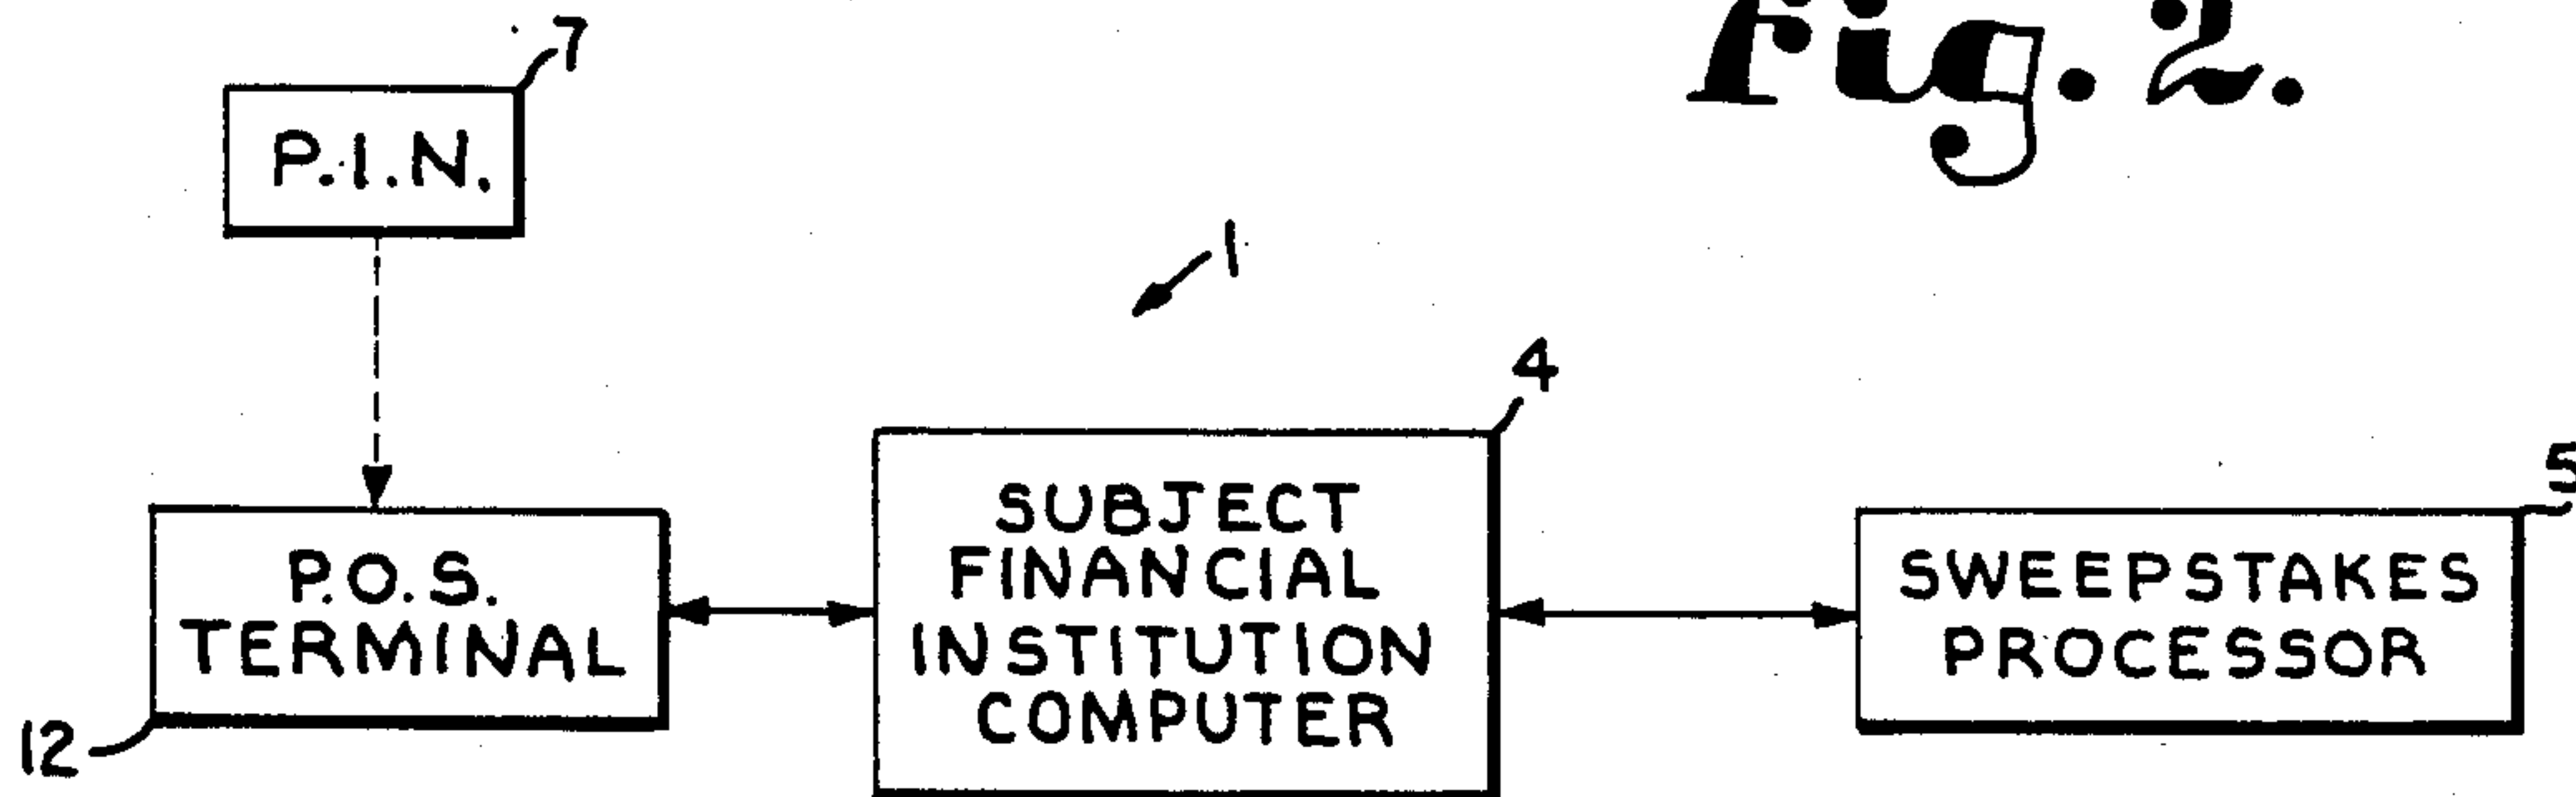 Fig. 2.
7
P.I.N.
1
4
5
P.O.S.
TERMINAL
12
SUBJECT
FINANCIAL
INSTITUTION
COMPUTER
SWEEPSTAKES
PROCESSOR